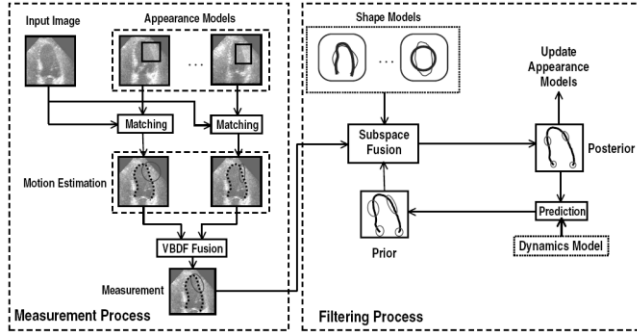 Input Image
Appearance Models
. . .
Matching
Matching
Motion Estimation
VBDF Fusion
Measurement
Measurement Process
Shape Models
. . .
Subspace
Fusion
Update
Appearance
Models
Posterior
Prediction
Dynamics Model
Prior
Filtering Process